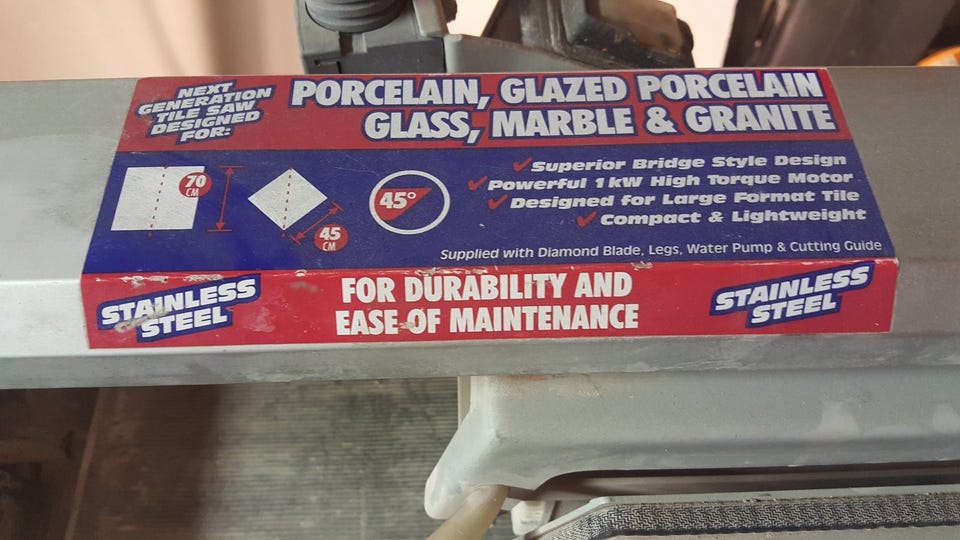 NEXT
GENERATION
TILE SAW
DESIGNED
FOR:
PORCELAIN, GLAZED PORCELAIN
GLASS, MARBLE & GRANITE
70
CM
45
CM
45°
Superior Bridge Style Design
Powerful 1kW High Torque Motor
Designed for Large Format Tile
Compact & Lightweight
Supplied with Diamond Blade, Legs, Water Pump & Cutting Guide
STAINLESS
STEEL
FOR DURABILITY AND
EASE OF MAINTENANCE
STAINLESS
STEEL